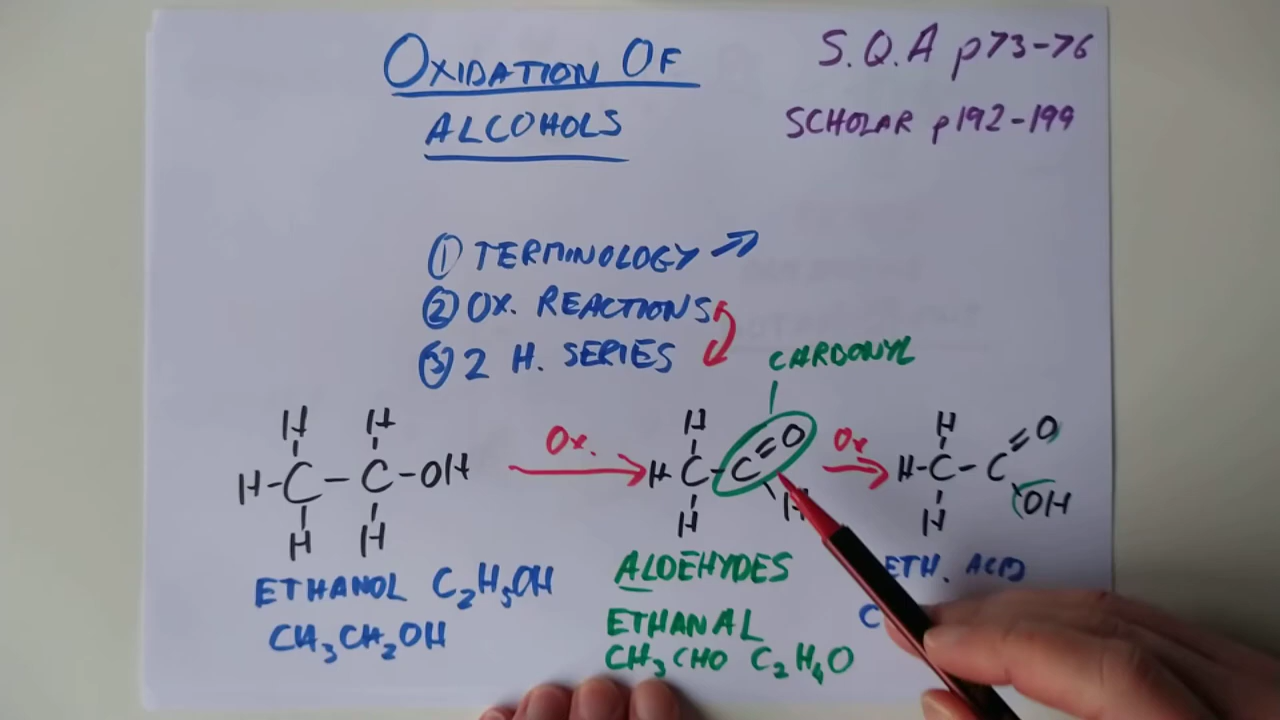 OXIDATION OF
ALCOHOLS
S.Q.A p73-76
SCHOLAR p192-199
① TERMINOLOGY
② OX. REACTIONS
③ 2 H. SERIES
CARBONYL
H H H O H O
Ox. Ox
H-C-C-OH H-C-C H-C-C
H H H H H OH
ETHANOL C₂H₅OH
CH₃CH₂OH
ALDEHYDES
ETHANAL
CH₃CHO C₂H₄O
ETH. ACID
C